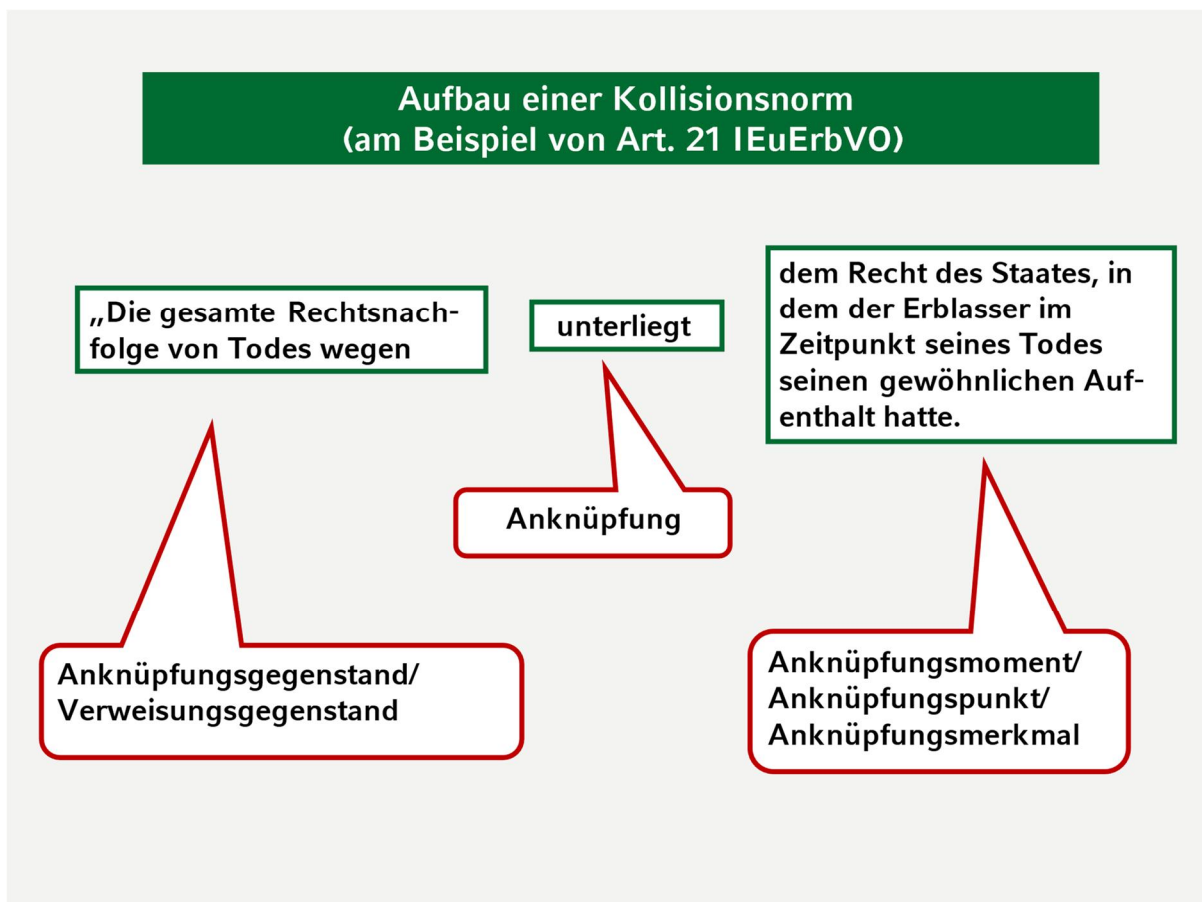 Aufbau einer Kollisionsnorm
(am Beispiel von Art. 21 IEuErbVO)
„Die gesamte Rechtsnach-
folge von Todes wegen
unterliegt
dem Recht des Staates, in
dem der Erblasser im
Zeitpunkt seines Todes
seinen gewöhnlichen Auf-
enthalt hatte.
Anknüpfung
Anknüpfungsgegenstand/
Verweisungsgegenstand
Anknüpfungsmoment/
Anknüpfungspunkt/
Anknüpfungsmerkmal